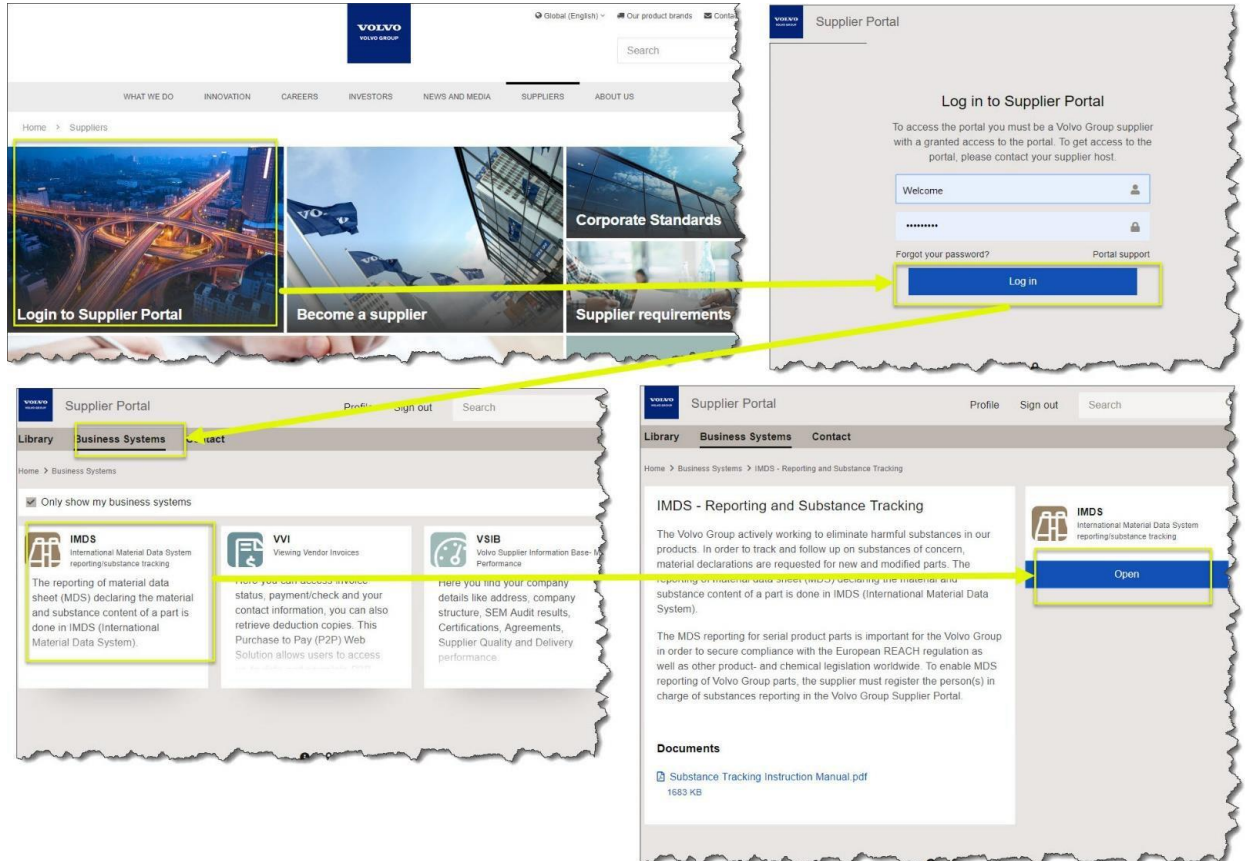 Global (English)
Our product brands
VOLVO
VOLVO GROUP
Search
WHAT WE DO
INNOVATION
CAREERS
INVESTORS
NEWS AND MEDIA
SUPPLIERS
ABOUT US
Home > Suppliers
Login to Supplier Portal
Become a supplier
Corporate Standards
Supplier requirements
VOLVO
Supplier Portal
Log in to Supplier Portal
To access the portal you must be a Volvo Group supplier
with a granted access to the portal. To get access to the
portal, please contact your supplier host.
Welcome
•••••••••
Forgot your password?
Portal support
Log in
VOLVO
Supplier Portal
Sign out
Search
Library
Business Systems
Contact
Home > Business Systems
Only show my business systems
IMDS
International Material Data System
reporting/substance tracking
The reporting of material data
sheet (MDS) declaring the material
and substance content of a part is
done in IMDS (International
Material Data System).
VVI
Viewing Vendor Invoices
Here you can access invoice
status, payment/check and your
contact information, you can also
retrieve deduction copies. This
Purchase to Pay (P2P) Web
Solution allows users to access
VSIB
Volvo Supplier Information Base-
Performance
Here you find your company
details like address, company
structure, SEM Audit results,
Certifications, Agreements,
Supplier Quality and Delivery
performance.
VOLVO
Supplier Portal
Profile
Sign out
Search
Library
Business Systems
Contact
Home > Business Systems > IMDS - Reporting and Substance Tracking
IMDS - Reporting and Substance Tracking
The Volvo Group actively working to eliminate harmful substances in our
products. In order to track and follow up on substances of concern,
material declarations are requested for new and modified parts. The
reporting of material data sheet (MDS) declaring the material and
substance content of a part is done in IMDS (International Material Data
System).
The MDS reporting for serial product parts is important for the Volvo Group
in order to secure compliance with the European REACH regulation as
well as other product- and chemical legislation worldwide. To enable MDS
reporting of Volvo Group parts, the supplier must register the person(s) in
charge of substances reporting in the Volvo Group Supplier Portal.
Documents
Substance Tracking Instruction Manual.pdf
1683 KB
IMDS
International Material Data System
reporting/substance tracking
Open